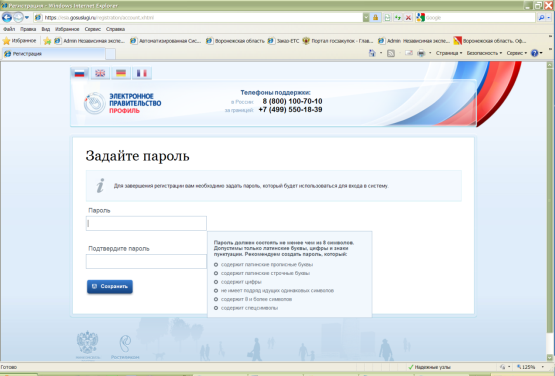 Регистрация - Windows Internet Explorer
https://esia.gosuslugi.ru/registration/account.xhtml
Google
Файл Правка Вид Избранное Сервис Справка
Избранное
Admin Независимая экспе...
Автоматизированная Сис...
Воронежская область
Заказ-ЕТС
Портал госзакупок - Глав...
Admin Независимая экспе...
Воронежская область. Оф...
Регистрация
Страница Безопасность Сервис
ЭЛЕКТРОННОЕ
ПРАВИТЕЛЬСТВО
ПРОФИЛЬ
Телефоны поддержки:
в России: 8 (800) 100-70-10
за границей: +7 (499) 550-18-39
Задайте пароль
Для завершения регистрации вам необходимо задать пароль, который будет использоваться для входа в систему.
Пароль
Подтвердите пароль
Сохранить
Пароль должен состоять не менее чем из 8 символов.
Допустимы только латинские буквы, цифры и знаки
пунктуации. Рекомендуем создать пароль, который:
содержит латинские прописные буквы
содержит латинские строчные буквы
содержит цифры
не имеет подряд идущих одинаковых символов
содержит 8 и более символов
содержит спецсимволы
Ростелеком
Готово
Надежные узлы
125%